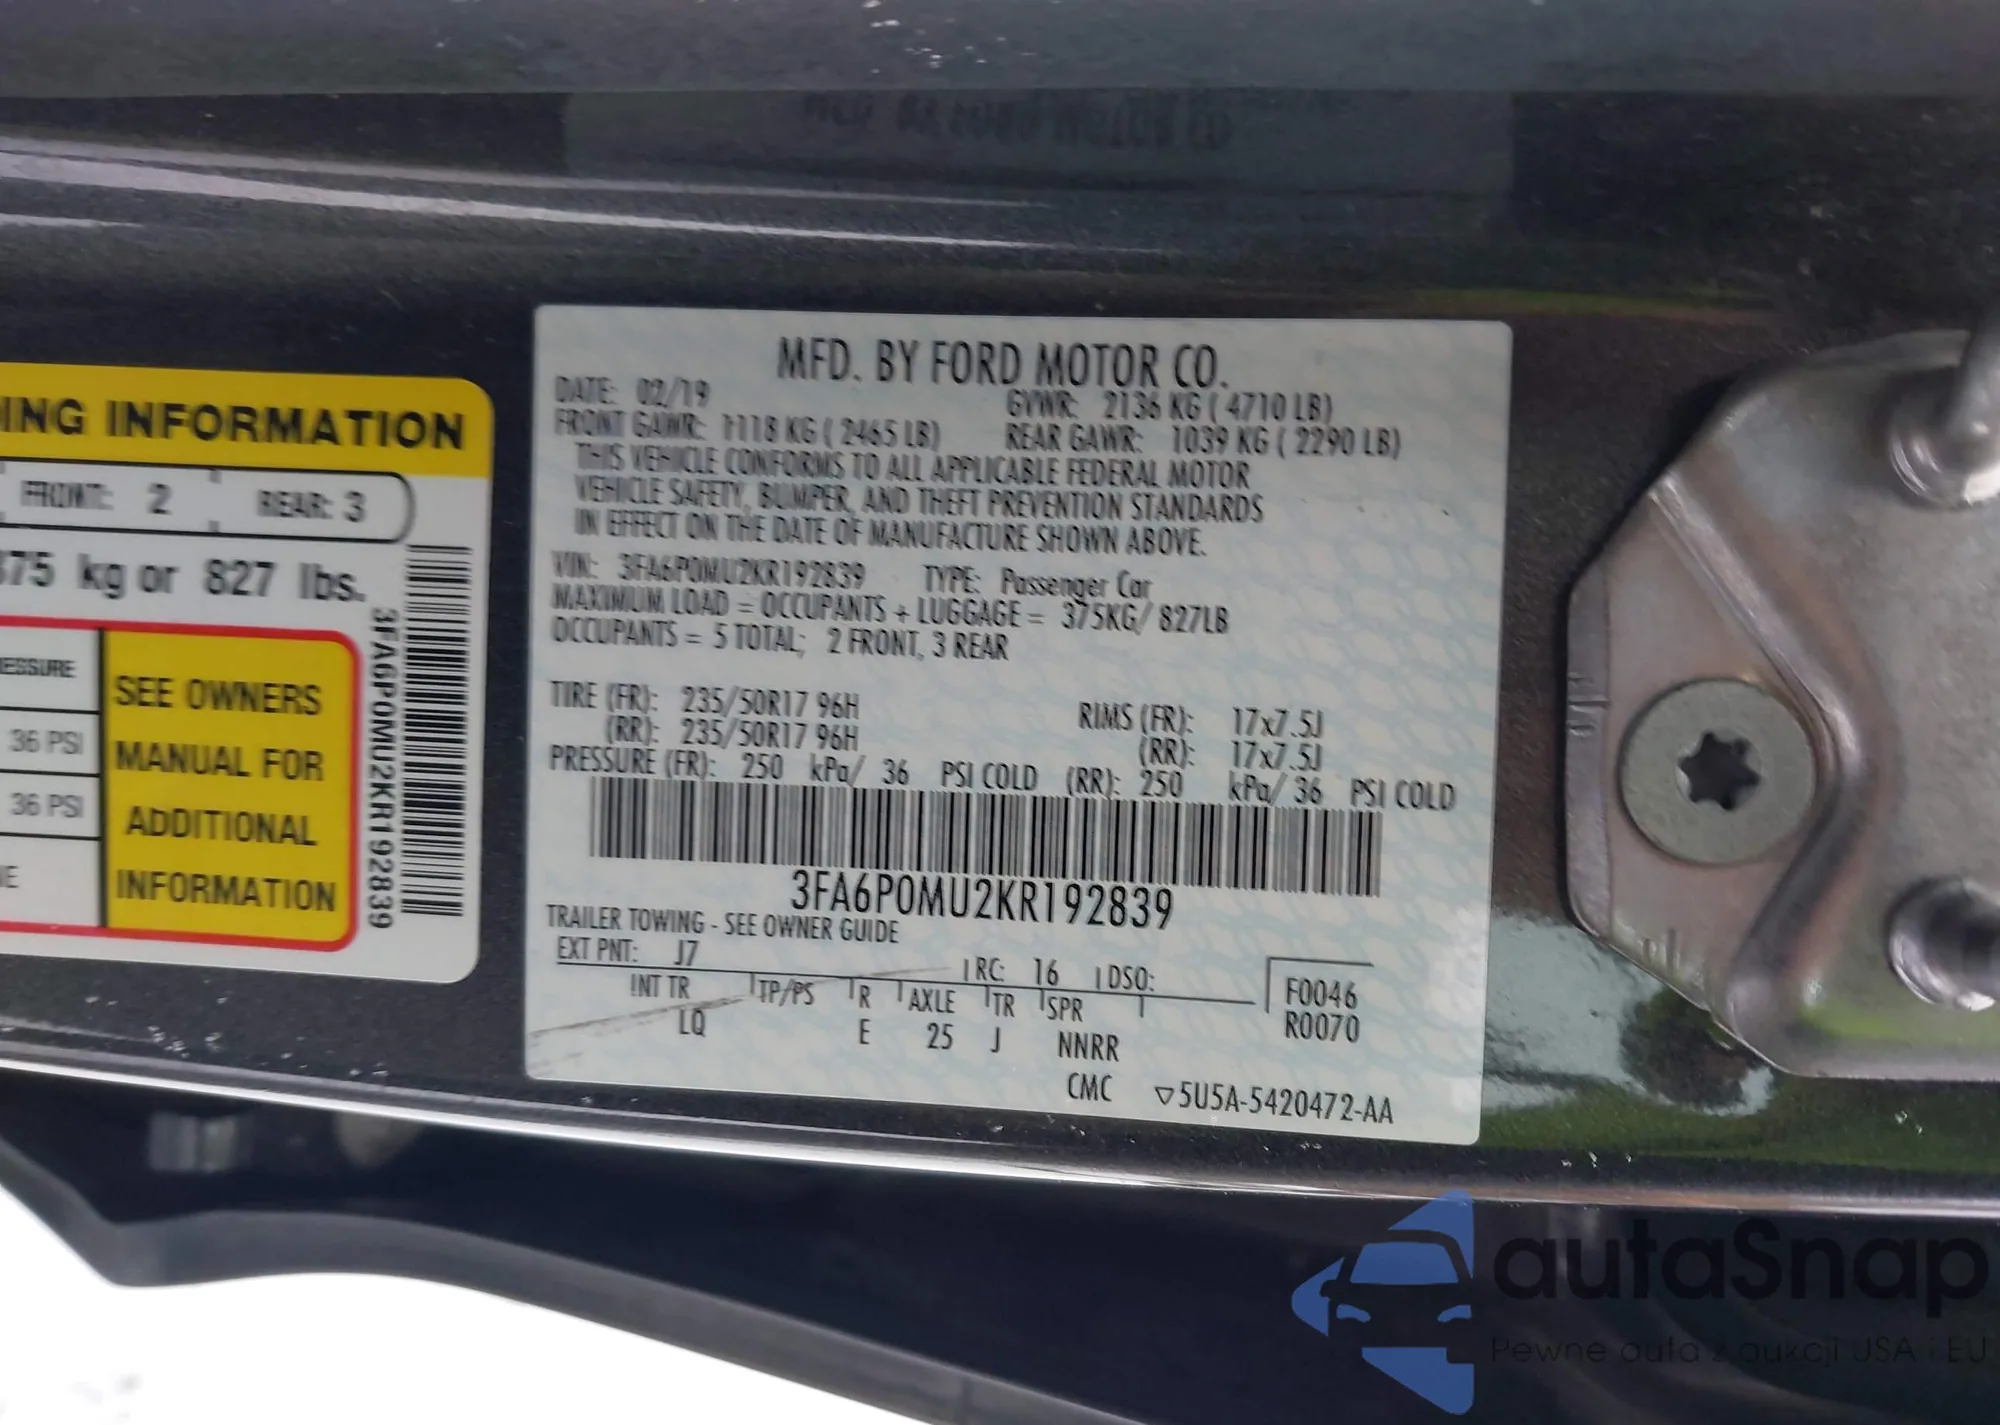 ING INFORMATION
FRONT: 2 REAR: 3
375 kg or 827 lbs.
ESSURE
36 PSI
36 PSI
E
SEE OWNERS
MANUAL FOR
ADDITIONAL
INFORMATION
3FA6P0MU2KR192839
MFD. BY FORD MOTOR CO.
DATE: 02/19 GVWR: 2136 KG ( 4710 LB)
FRONT GAWR: 1118 KG ( 2465 LB) REAR GAWR: 1039 KG ( 2290 LB)
THIS VEHICLE CONFORMS TO ALL APPLICABLE FEDERAL MOTOR
VEHICLE SAFETY, BUMPER, AND THEFT PREVENTION STANDARDS
IN EFFECT ON THE DATE OF MANUFACTURE SHOWN ABOVE.
VIN: 3FA6P0MU2KR192839 TYPE: Passenger Car
MAXIMUM LOAD = OCCUPANTS + LUGGAGE = 375KG/ 827LB
OCCUPANTS = 5 TOTAL; 2 FRONT, 3 REAR
TIRE (FR): 235/50R17 96H RIMS (FR): 17x7.5J
(RR): 235/50R17 96H (RR): 17x7.5J
PRESSURE (FR): 250 kPa/ 36 PSI COLD (RR): 250 kPa/ 36 PSI COLD
3FA6P0MU2KR192839
TRAILER TOWING - SEE OWNER GUIDE
EXT PNT: J7 RC: 16 DSO:
INT TR TP/PS R AXLE TR SPR
LQ E 25 J NNRR
F0046
R0070
CMC ▽5U5A-5420472-AA
autaSnap
Pewne auta z aukcji USA i EU